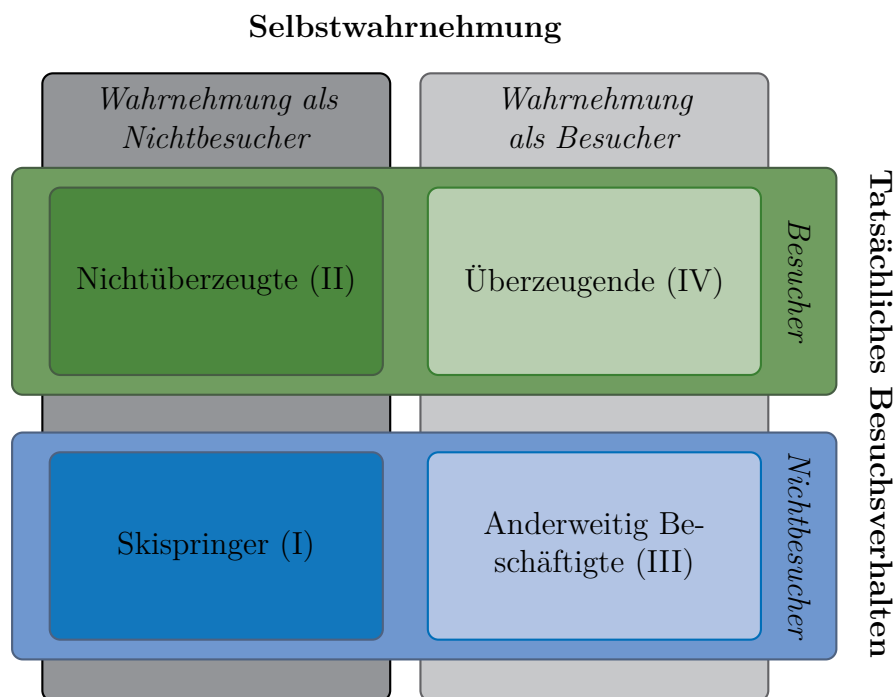 Selbstwahrnehmung
Wahrnehmung als
Nichtbesucher
Wahrnehmung
als Besucher
Nichtüberzeugte (II)
Überzeugende (IV)
Besucher
Skispringer (I)
Anderweitig Be-
schäftigte (III)
Nichtbesucher
Tatsächliches Besuchsverhalten